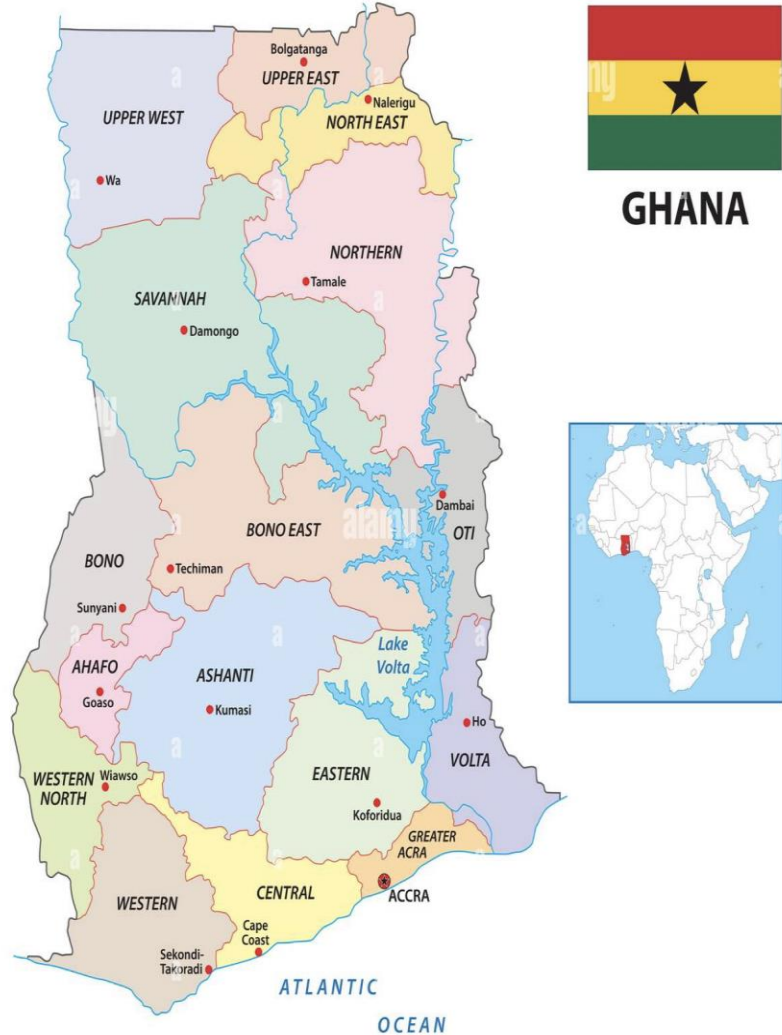 Bolgatanga
UPPER EAST
Nalerigu
NORTH EAST
UPPER WEST
Wa
GHANA
NORTHERN
Tamale
SAVANNAH
Damongo
Dambai
OTI
BONO EAST
alamy
BONO
Techiman
Sunyani
Lake
Volta
AHAFO
ASHANTI
Goaso
Kumasi
Ho
VOLTA
WESTERN
NORTH
Wiawso
EASTERN
Koforidua
GREATER
ACRA
ACCRA
CENTRAL
WESTERN
Cape
Coast
Sekondi-
Takoradi
ATLANTIC
OCEAN